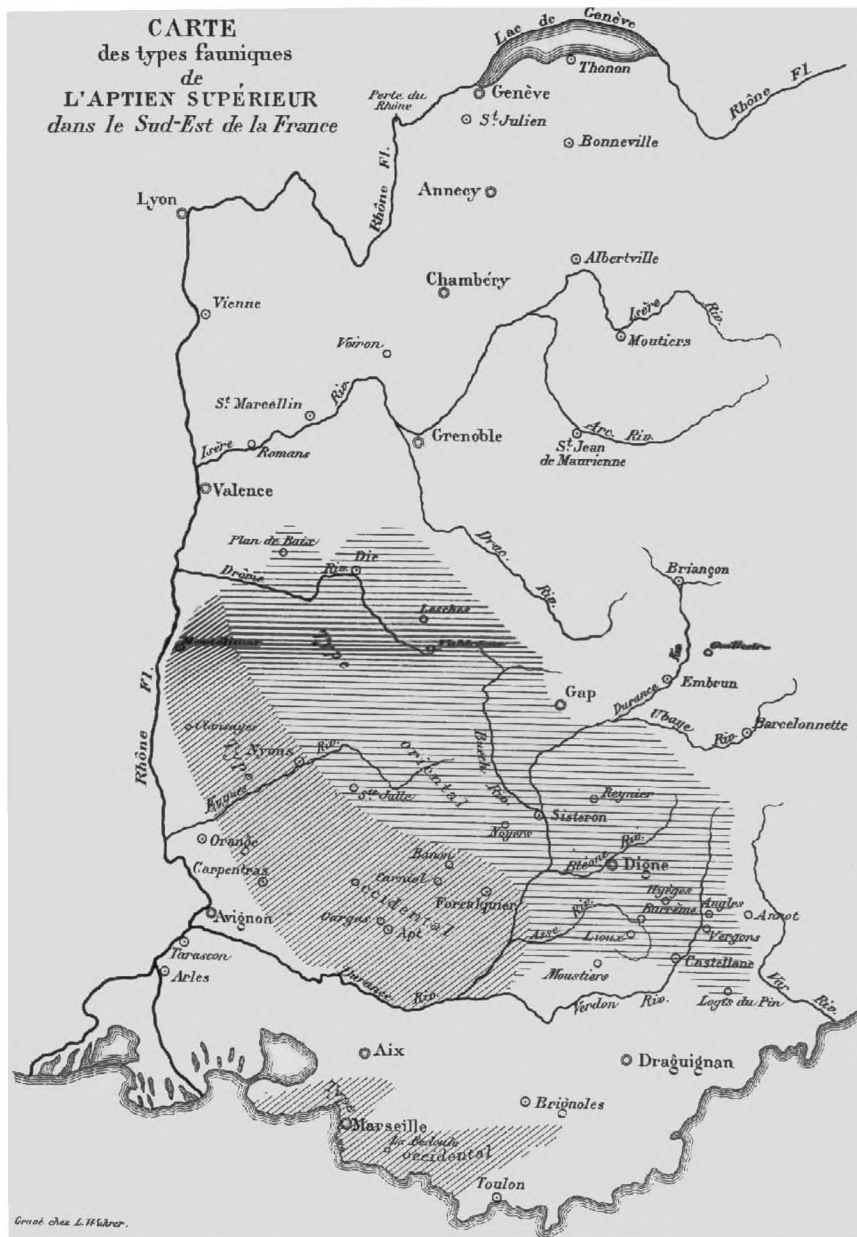 CARTE
des types fauniques
de
L'APTIEN SUPÉRIEUR
dans le Sud-Est de la France
Lac de Genève
Thonon
Perte du
Rhône
Genève
Rhône Fl.
St Julien
Bonneville
Rhône Fl.
Annecy
Lyon
Albertville
Chambéry
Isère Riv.
Vienne
Moutiers
Voiron
St Marcellin
Riv.
Grenoble
Arc. Riv.
St Jean
de Maurienne
Isère
Romans
Valence
Drac. Riv.
Plan de Baix
Die
Briançon
Drôme Riv.
Lesches
Type
Montélimar
Riv.
Embrun
Gap
Durance
Ubaye Riv.
Barcelonnette
Rhône Fl.
Clansayes
Type
Nyons
Riv.
oriental
Buech Riv.
Eygues
Ste Jalle
Reynier
Sisteron
Noyers
Orange
Banon
Bléone Riv.
Digne
Carpentras
Carniol
occidental
Forcalquier
Hyèges
Angles
Annot
Avignon
Gargas
Apt
Riv.
Barrême
Asse
Lioux
Vergons
Tarascon
Arles
Durance Riv.
Moustiers
Castellane
Verdon Riv.
Logis du Pin
Var Riv.
Aix
Draguignan
Type
Brignoles
Marseille
La Bedoule
occidental
Toulon
Gravé chez L. Wuhrer.